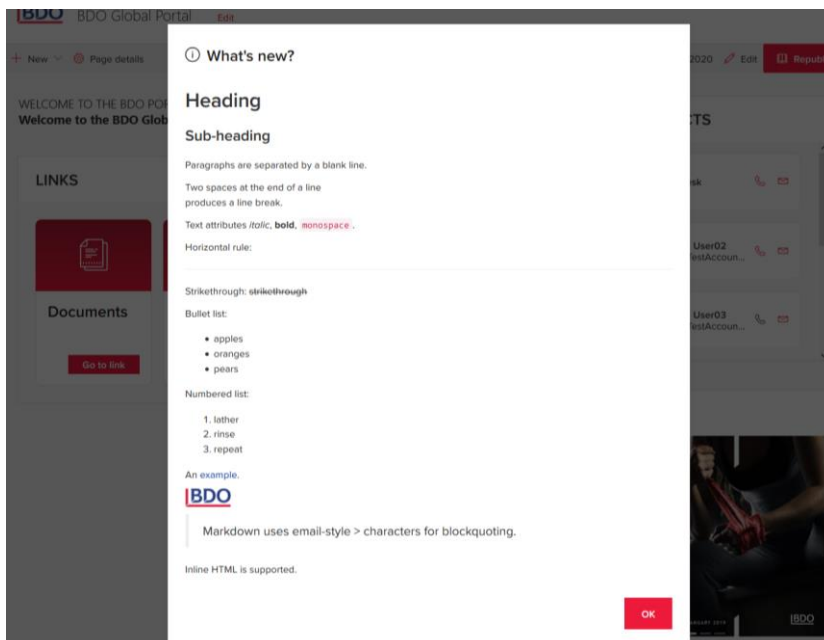 BDO BDO Global Portal Edit
New Page details
2020 Edit Republ
WELCOME TO THE BDO POR
Welcome to the BDO Glob
LINKS
Documents
Go to link
What's new?
Heading
Sub-heading
Paragraphs are separated by a blank line.
Two spaces at the end of a line
produces a line break.
Text attributes italic, bold, monospace.
Horizontal rule:
Strikethrough: strikethrough
Bullet list:
• apples
• oranges
• pears
Numbered list:
1. lather
2. rinse
3. repeat
An example.
BDO
Markdown uses email-style > characters for blockquoting.
Inline HTML is supported.
OK
CTS
sk
User02
TestAccoun...
User03
TestAccoun...
ANUARY 2019
BDO